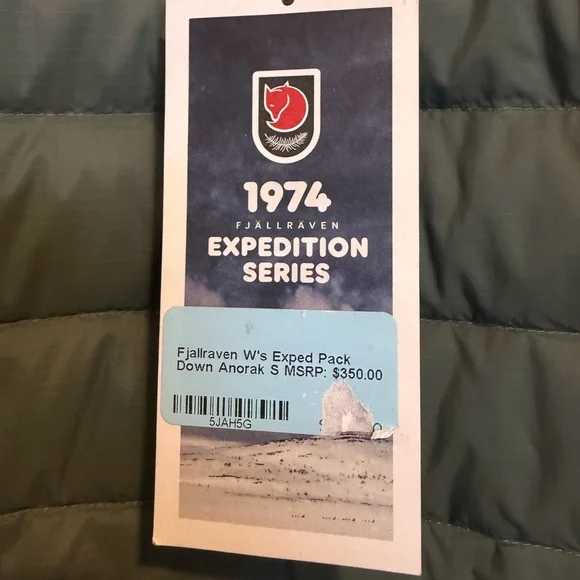 1974
FJÄLLRÄVEN
EXPEDITION
SERIES
Fjallraven W's Exped Pack
Down Anorak S MSRP: $350.00
5JAH5G